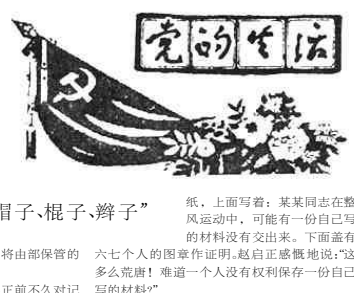 党的生活
帽子、棍子、辫子”
将由部保管的
正前不久对记
纸，上面写着：某某同志在整
风运动中，可能有一份自己写
的材料没有交出来。下面盖有
六七个人的图章作证明。赵启正感慨地说：“这
多么荒唐！难道一个人没有权利保存一份自己
写的材料？”